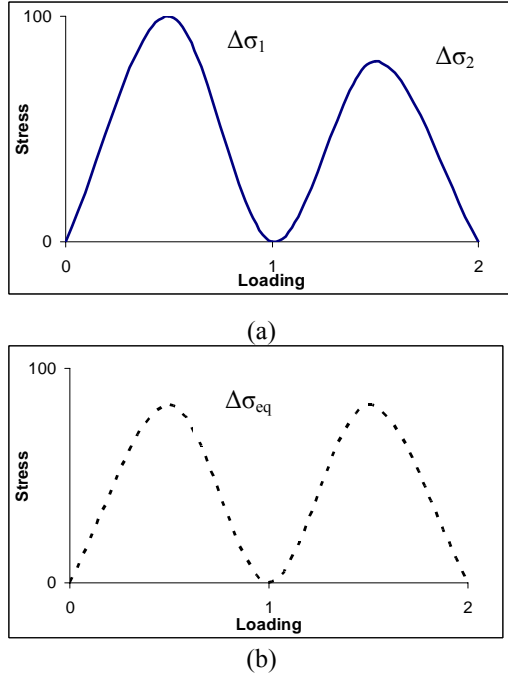 100
Δσ1
Δσ2
Stress
0
0
1
2
Loading
(a)
100
Δσeq
Stress
0
0
1
2
Loading
(b)